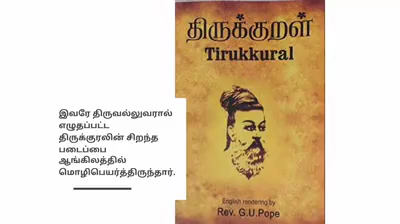 இவரே திருவல்லுவரால்
எழுதப்பட்ட
திருக்குரலின் சிறந்த
படைப்பை
ஆங்கிலத்தில்
மொழிபெயர்த்திருந்தார்.
திருக்குறள்
Tirukkural
English rendering by
Rev. G.U.Pope